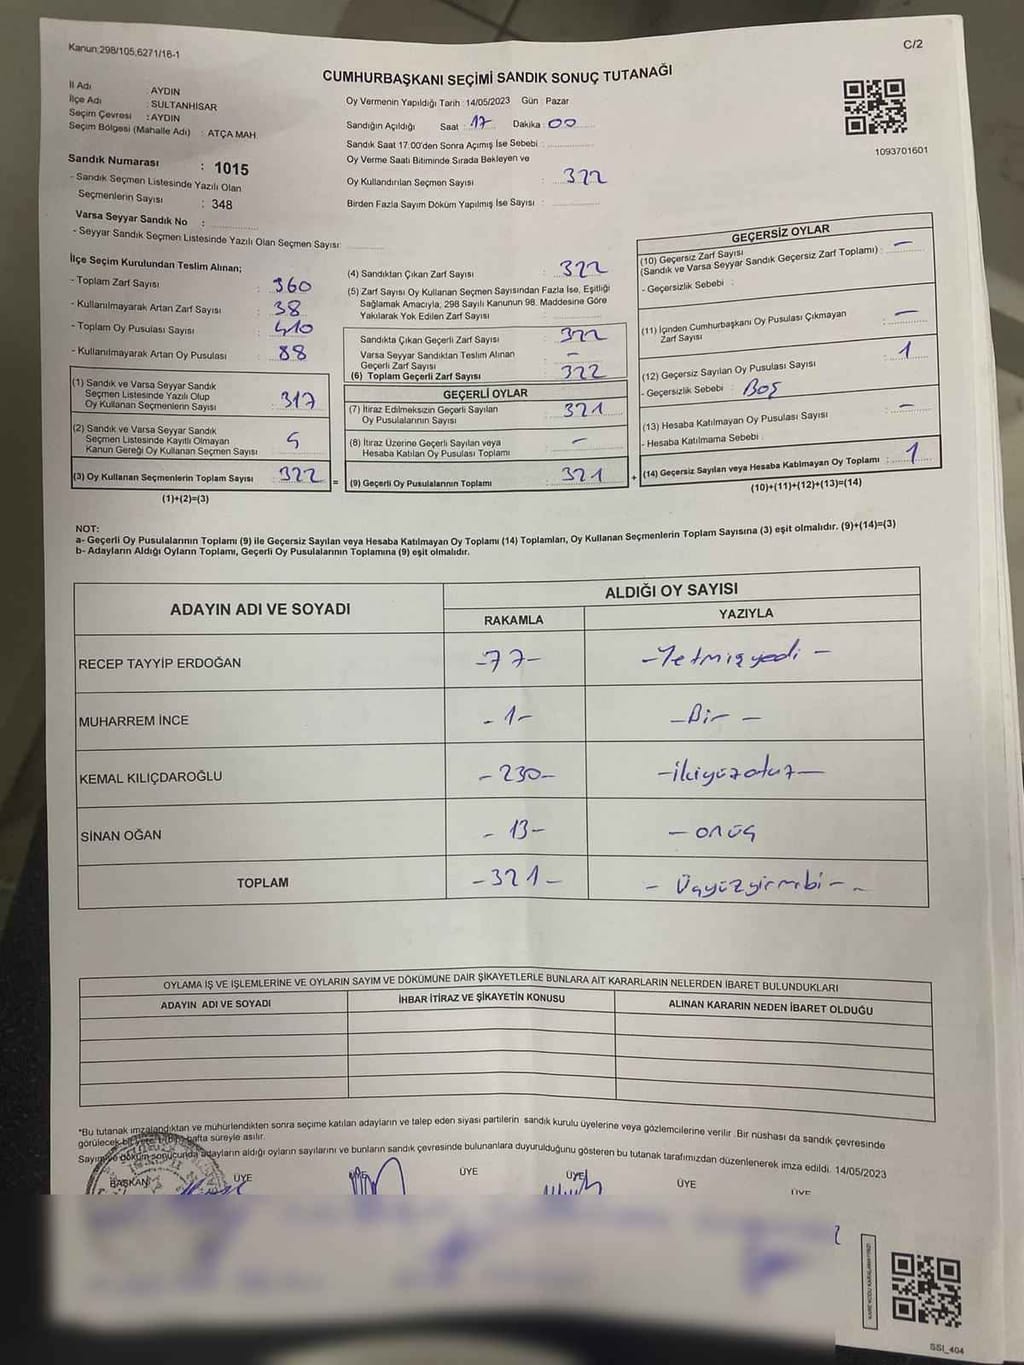 Kanun:298/105,6271/16-1
C/2
CUMHURBAŞKANI SEÇİMİ SANDIK SONUÇ TUTANAĞI
İl Adı : AYDIN
İlçe Adı : SULTANHİSAR
Seçim Çevresi : AYDIN
Seçim Bölgesi (Mahalle Adı) : ATÇA MAH.
Sandık Numarası : 1015
- Sandık Seçmen Listesinde Yazılı Olan
Seçmenlerin Sayısı : 348
Varsa Seyyar Sandık No :
- Seyyar Sandık Seçmen Listesinde Yazılı Olan Seçmen Sayısı:
Oy Vermenin Yapıldığı Tarih :14/05/2023 Gün : Pazar
Sandığın Açıldığı Saat : 17 Dakika : 00
Sandık Saat 17.00'den Sonra Açımış İse Sebebi :
Oy Verme Saati Bitiminde Sırada Bekleyen ve
Oy Kullandırılan Seçmen Sayısı : 322
Birden Fazla Sayım Döküm Yapılmış İse Sayısı :
1093701601
İlçe Seçim Kurulundan Teslim Alınan;
- Toplam Zarf Sayısı : 360
- Kullanılmayarak Artan Zarf Sayısı : 38
- Toplam Oy Pusulası Sayısı : 410
- Kullanılmayarak Artan Oy Pusulası : 88
(1) Sandık ve Varsa Seyyar Sandık
Seçmen Listesinde Yazılı Olup
Oy Kullanan Seçmenlerin Sayısı : 317
(2) Sandık ve Varsa Seyyar Sandık
Seçmen Listesinde Kayıtlı Olmayan
Kanun Gereği Oy Kullanan Seçmen Sayısı : 5
(3) Oy Kullanan Seçmenlerin Toplam Sayısı : 322
(1)+(2)=(3)
(4) Sandıktan Çıkan Zarf Sayısı : 322
(5) Zarf Sayısı Oy Kullanan Seçmen Sayısından Fazla İse, Eşitliği
Sağlamak Amacıyla, 298 Sayılı Kanunun 98. Maddesine Göre
Yakılarak Yok Edilen Zarf Sayısı :
Sandıkta Çıkan Geçerli Zarf Sayısı : 322
Varsa Seyyar Sandıktan Teslim Alınan
Geçerli Zarf Sayısı : -
(6) Toplam Geçerli Zarf Sayısı : 322
GEÇERLİ OYLAR
(7) İtiraz Edilmeksizin Geçerli Sayılan
Oy Pusulalarının Sayısı : 321
(8) İtiraz Üzerine Geçerli Sayılan veya
Hesaba Katılan Oy Pusulası Toplamı : -
= (9) Geçerli Oy Pusulalarının Toplamı : 321
GEÇERSİZ OYLAR
(10) Geçersiz Zarf Sayısı
(Sandık ve Varsa Seyyar Sandık Geçersiz Zarf Toplamı) : -
- Geçersizlik Sebebi :
(11) İçinden Cumhurbaşkanı Oy Pusulası Çıkmayan
Zarf Sayısı : -
(12) Geçersiz Sayılan Oy Pusulası Sayısı : 1
- Geçersizlik Sebebi : Boş
(13) Hesaba Katılmayan Oy Pusulası Sayısı : -
- Hesaba Katılmama Sebebi :
+ (14) Geçersiz Sayılan veya Hesaba Katılmayan Oy Toplamı : 1
(10)+(11)+(12)+(13)=(14)
NOT:
a- Geçerli Oy Pusulalarının Toplamı (9) ile Geçersiz Sayılan veya Hesaba Katılmayan Oy Toplamı (14) Toplamları, Oy Kullanan Seçmenlerin Toplam Sayısına (3) eşit olmalıdır. (9)+(14)=(3)
b- Adayların Aldığı Oyların Toplamı, Geçerli Oy Pusulalarının Toplamına (9) eşit olmalıdır.
ADAYIN ADI VE SOYADI ALDIĞI OY SAYISI
RAKAMLA YAZIYLA
RECEP TAYYİP ERDOĞAN -77- -Yetmişyedi-
MUHARREM İNCE -1- -Bir-
KEMAL KILIÇDAROĞLU -230- -İkiyüzotuz-
SİNAN OĞAN -13- -onüç
TOPLAM -321- - Üçyüzyirmibi-
OYLAMA İŞ VE İŞLEMLERİNE VE OYLARIN SAYIM VE DÖKÜMÜNE DAİR ŞİKAYETLERLE BUNLARA AİT KARARLARIN NELERDEN İBARET BULUNDUKLARI
ADAYIN ADI VE SOYADI İHBAR İTİRAZ VE ŞİKAYETİN KONUSU ALINAN KARARIN NEDEN İBARET OLDUĞU
*Bu tutanak imzalandıktan ve mühürlendikten sonra seçime katılan adayların ve talep eden siyasi partilerin sandık kurulu üyelerine veya gözlemcilerine verilir. Bir nüshası da sandık çevresinde
görülecek bir yere hafta süreyle asılır.
Sayım ve döküm sonucunda adayların aldığı oyların sayılarını ve bunların sandık çevresinde bulunanlara duyurulduğunu gösteren bu tutanak tarafımızdan düzenlenerek imza edildi. 14/05/2023
BAŞKAN ÜYE ÜYE ÜYE ÜYE ÜYE ÜYE
SSI_404